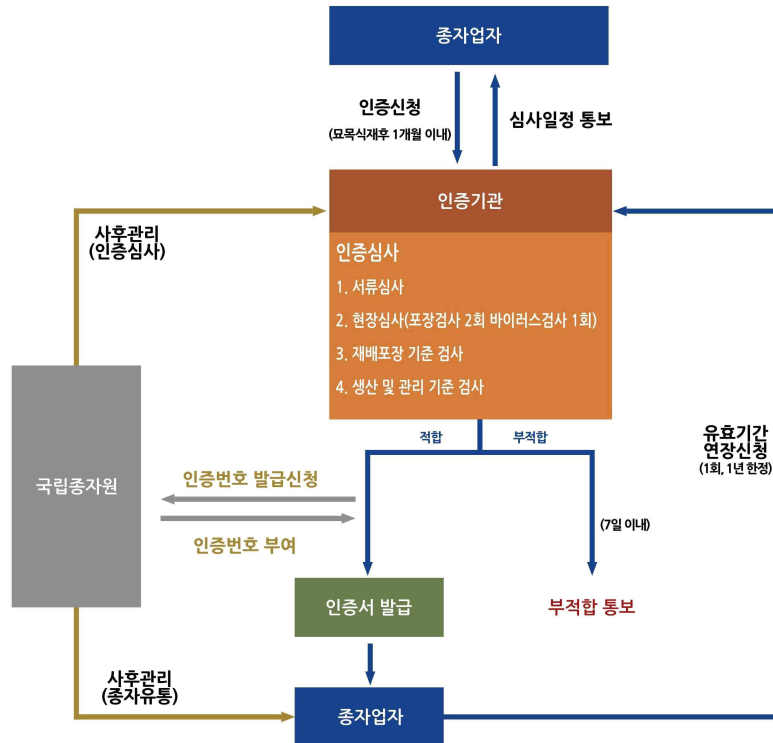 종자업자
인증신청
(묘목식재후 1개월 이내)
심사일정 통보
인증기관
사후관리
(인증심사)
인증심사
1. 서류심사
2. 현장심사(포장검사 2회 바이러스검사 1회)
3. 재배포장 기준 검사
4. 생산 및 관리 기준 검사
적합
부적합
유효기간
연장신청
(1회, 1년 한정)
국립종자원
인증번호 발급신청
인증번호 부여
(7일 이내)
인증서 발급
부적합 통보
사후관리
(종자유통)
종자업자